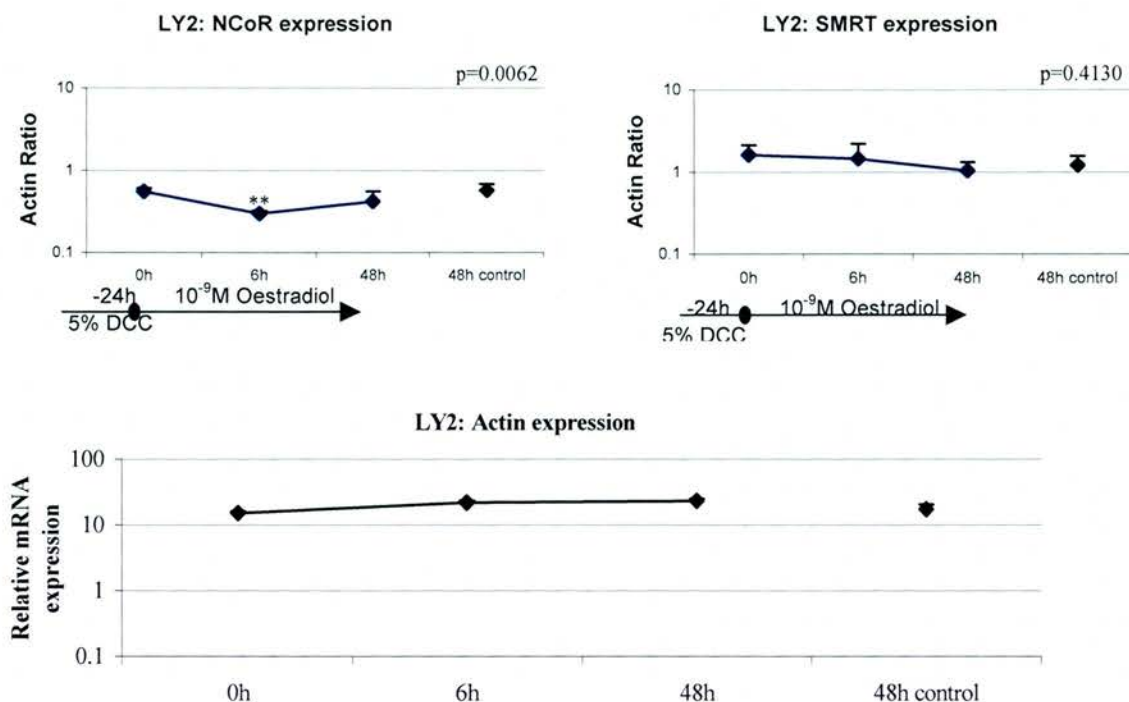 LY2: NCoR expression
p=0.0062
Actin Ratio
10
1
0.1
**
0h 6h 48h 48h control
-24h 10⁻⁹M Oestradiol
5% DCC
LY2: SMRT expression
p=0.4130
Actin Ratio
10
1
0.1
0h 6h 48h 48h control
-24h 10⁻⁹M Oestradiol
5% DCC
LY2: Actin expression
Relative mRNA
expression
100
10
1
0.1
0h 6h 48h 48h control